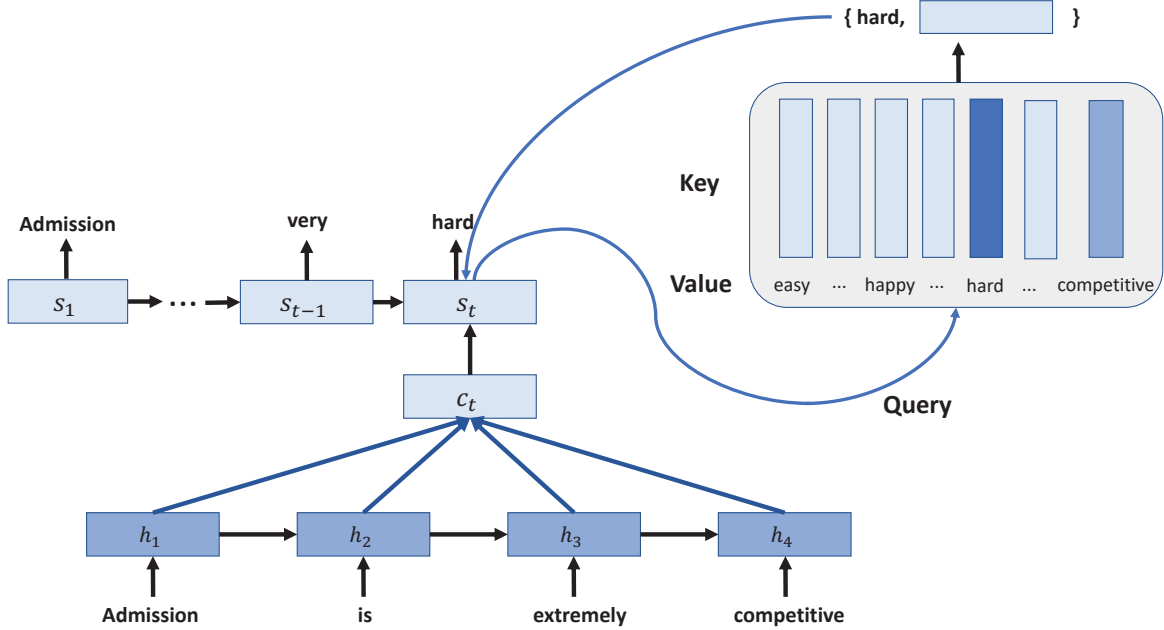 { hard, }
Key
Value
easy ... happy ... hard ... competitive
Query
Admission very hard
s₁ ... sₜ₋₁ sₜ
cₜ
h₁ h₂ h₃ h₄
Admission is extremely competitive